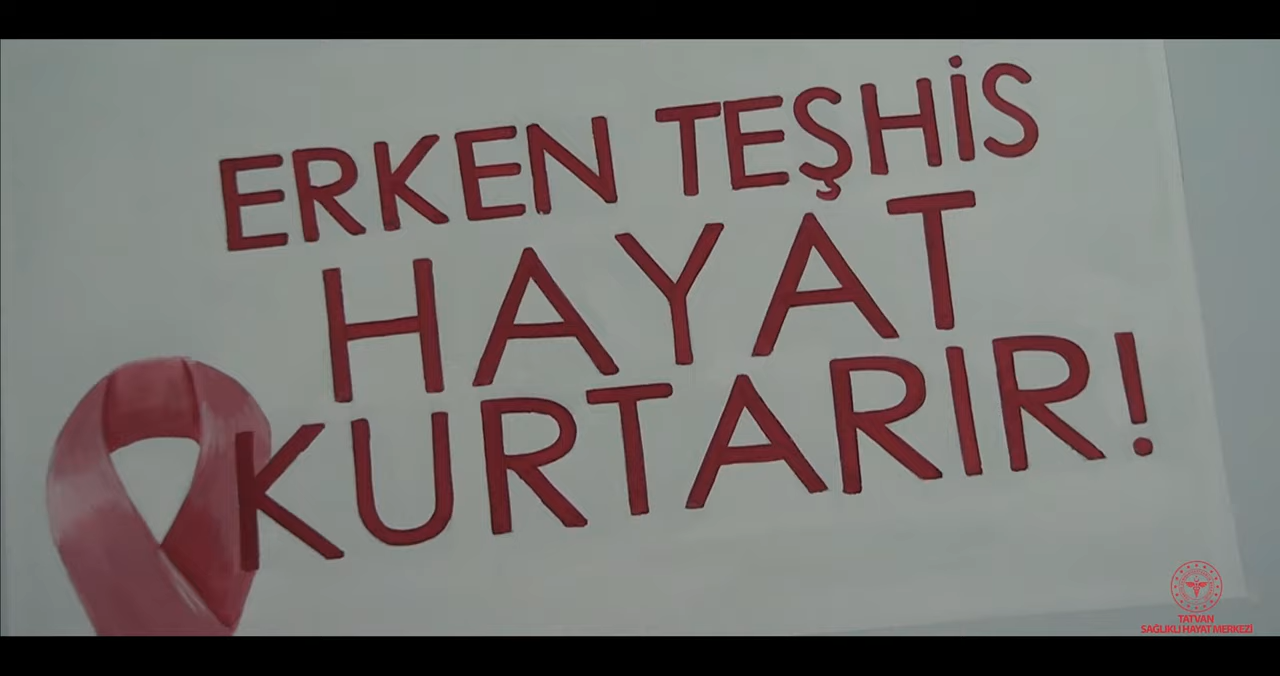 ERKEN TEŞHİS
HAYAT
KURTARIR!
TATVAN
SAĞLIKLI HAYAT MERKEZİ